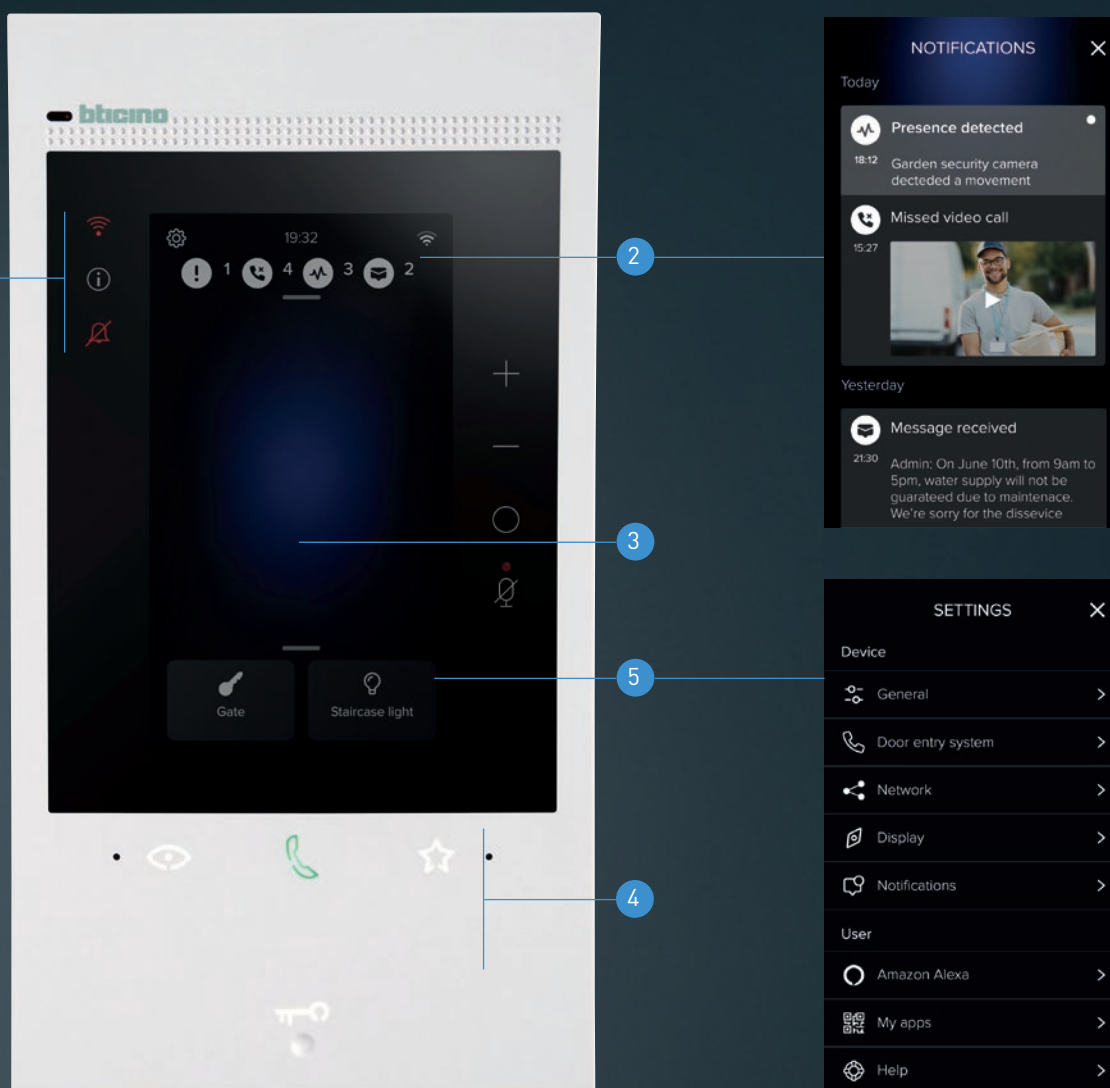 bticino
19:32
1 4 3 2
Gate
Staircase light
2
3
5
4
NOTIFICATIONS
Today
Presence detected
18:12
Garden security camera
decteded a movement
Missed video call
15:27
Yesterday
Message received
21:30
Admin: On June 10th, from 9am to
5pm, water supply will not be
guarateed due to maintenace.
We're sorry for the dissevice
SETTINGS
Device
General
Door entry system
Network
Display
Notifications
User
Amazon Alexa
My apps
Help